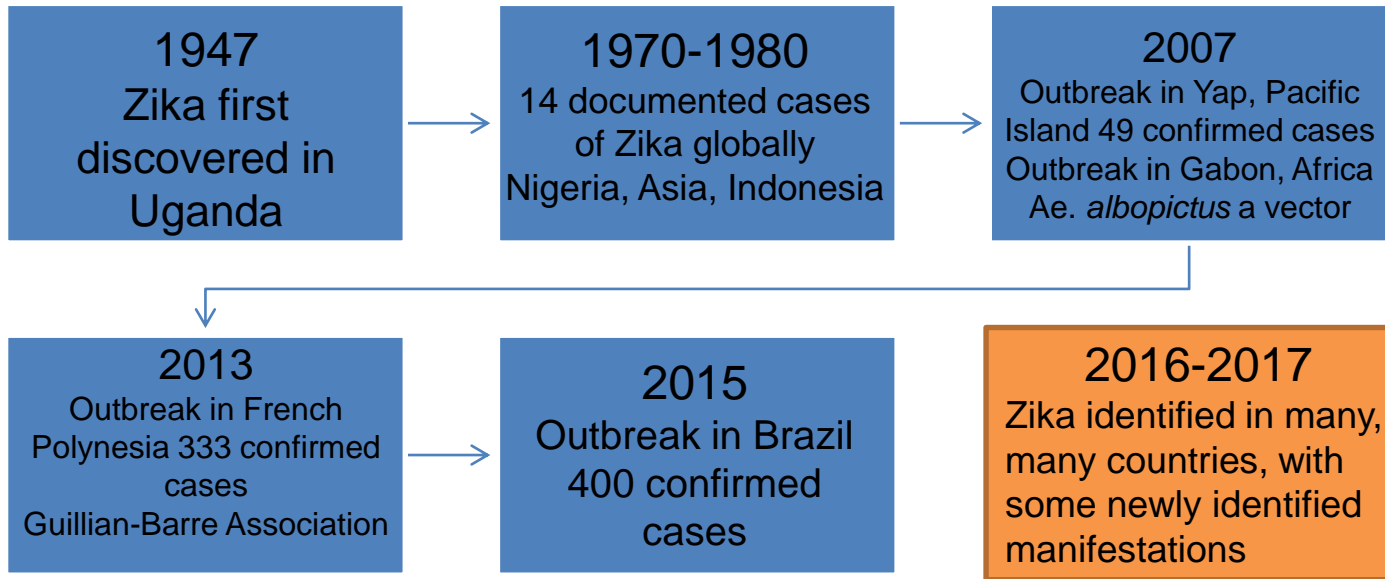 1947
Zika first
discovered in
Uganda
1970-1980
14 documented cases
of Zika globally
Nigeria, Asia, Indonesia
2007
Outbreak in Yap, Pacific
Island 49 confirmed cases
Outbreak in Gabon, Africa
Ae. albopictus a vector
2013
Outbreak in French
Polynesia 333 confirmed
cases
Guillian-Barre Association
2015
Outbreak in Brazil
400 confirmed
cases
2016-2017
Zika identified in many,
many countries, with
some newly identified
manifestations